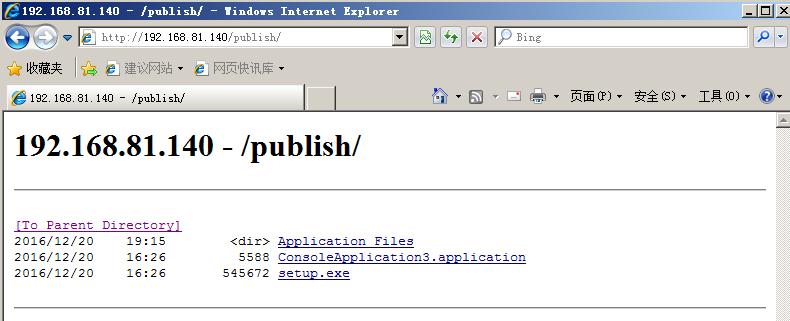 192.168.81.140 - /publish/ - Windows Internet Explorer
http://192.168.81.140/publish/
Bing
收藏夹 建议网站 网页快讯库
192.168.81.140 - /publish/
页面(P) 安全(S) 工具(O)
192.168.81.140 - /publish/
[To Parent Directory]
2016/12/20 19:15 <dir> Application Files
2016/12/20 16:26 5588 ConsoleApplication3.application
2016/12/20 16:26 545672 setup.exe